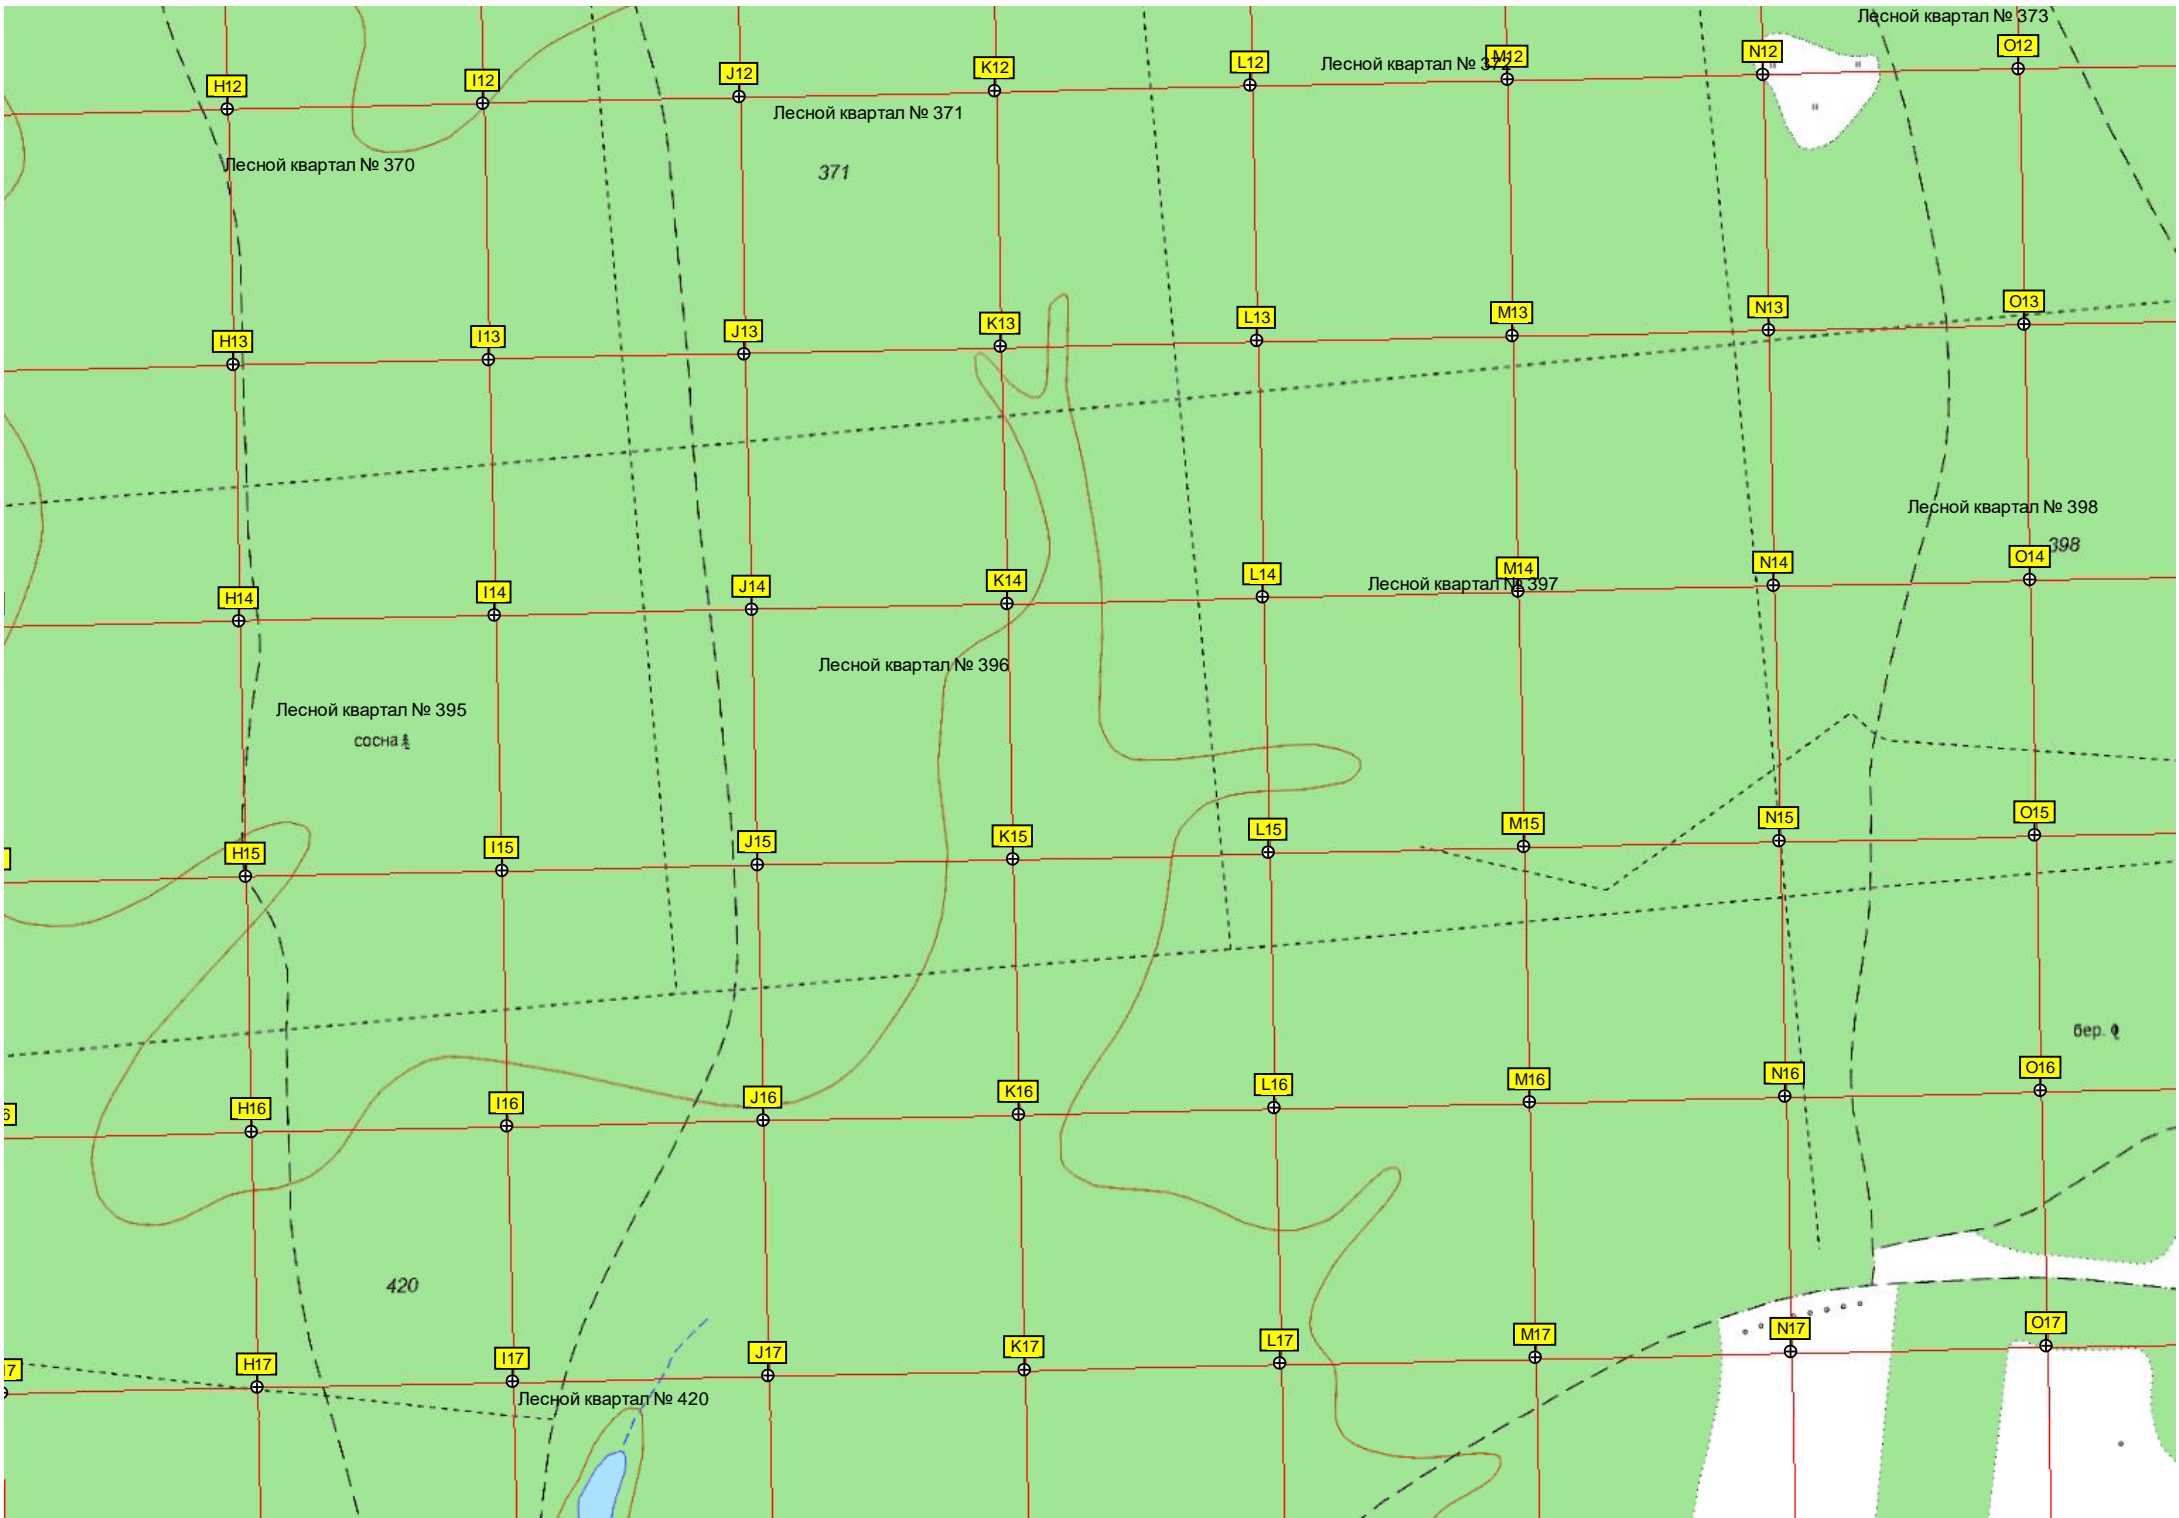 Лесной квартал № 373
O12
N12
M12
Лесной квартал № 372
L12
K12
J12
I12
H12
Лесной квартал № 371
Лесной квартал № 370
371
O13
N13
M13
L13
K13
J13
I13
H13
Лесной квартал № 398
398
O14
N14
M14
Лесной квартал № 397
L14
K14
J14
I14
H14
Лесной квартал № 396
Лесной квартал № 395
сосна
O15
N15
M15
L15
K15
J15
I15
H15
бер.
O16
N16
M16
L16
K16
J16
I16
H16
6
420
O17
N17
M17
L17
K17
J17
I17
H17
17
Лесной квартал № 420